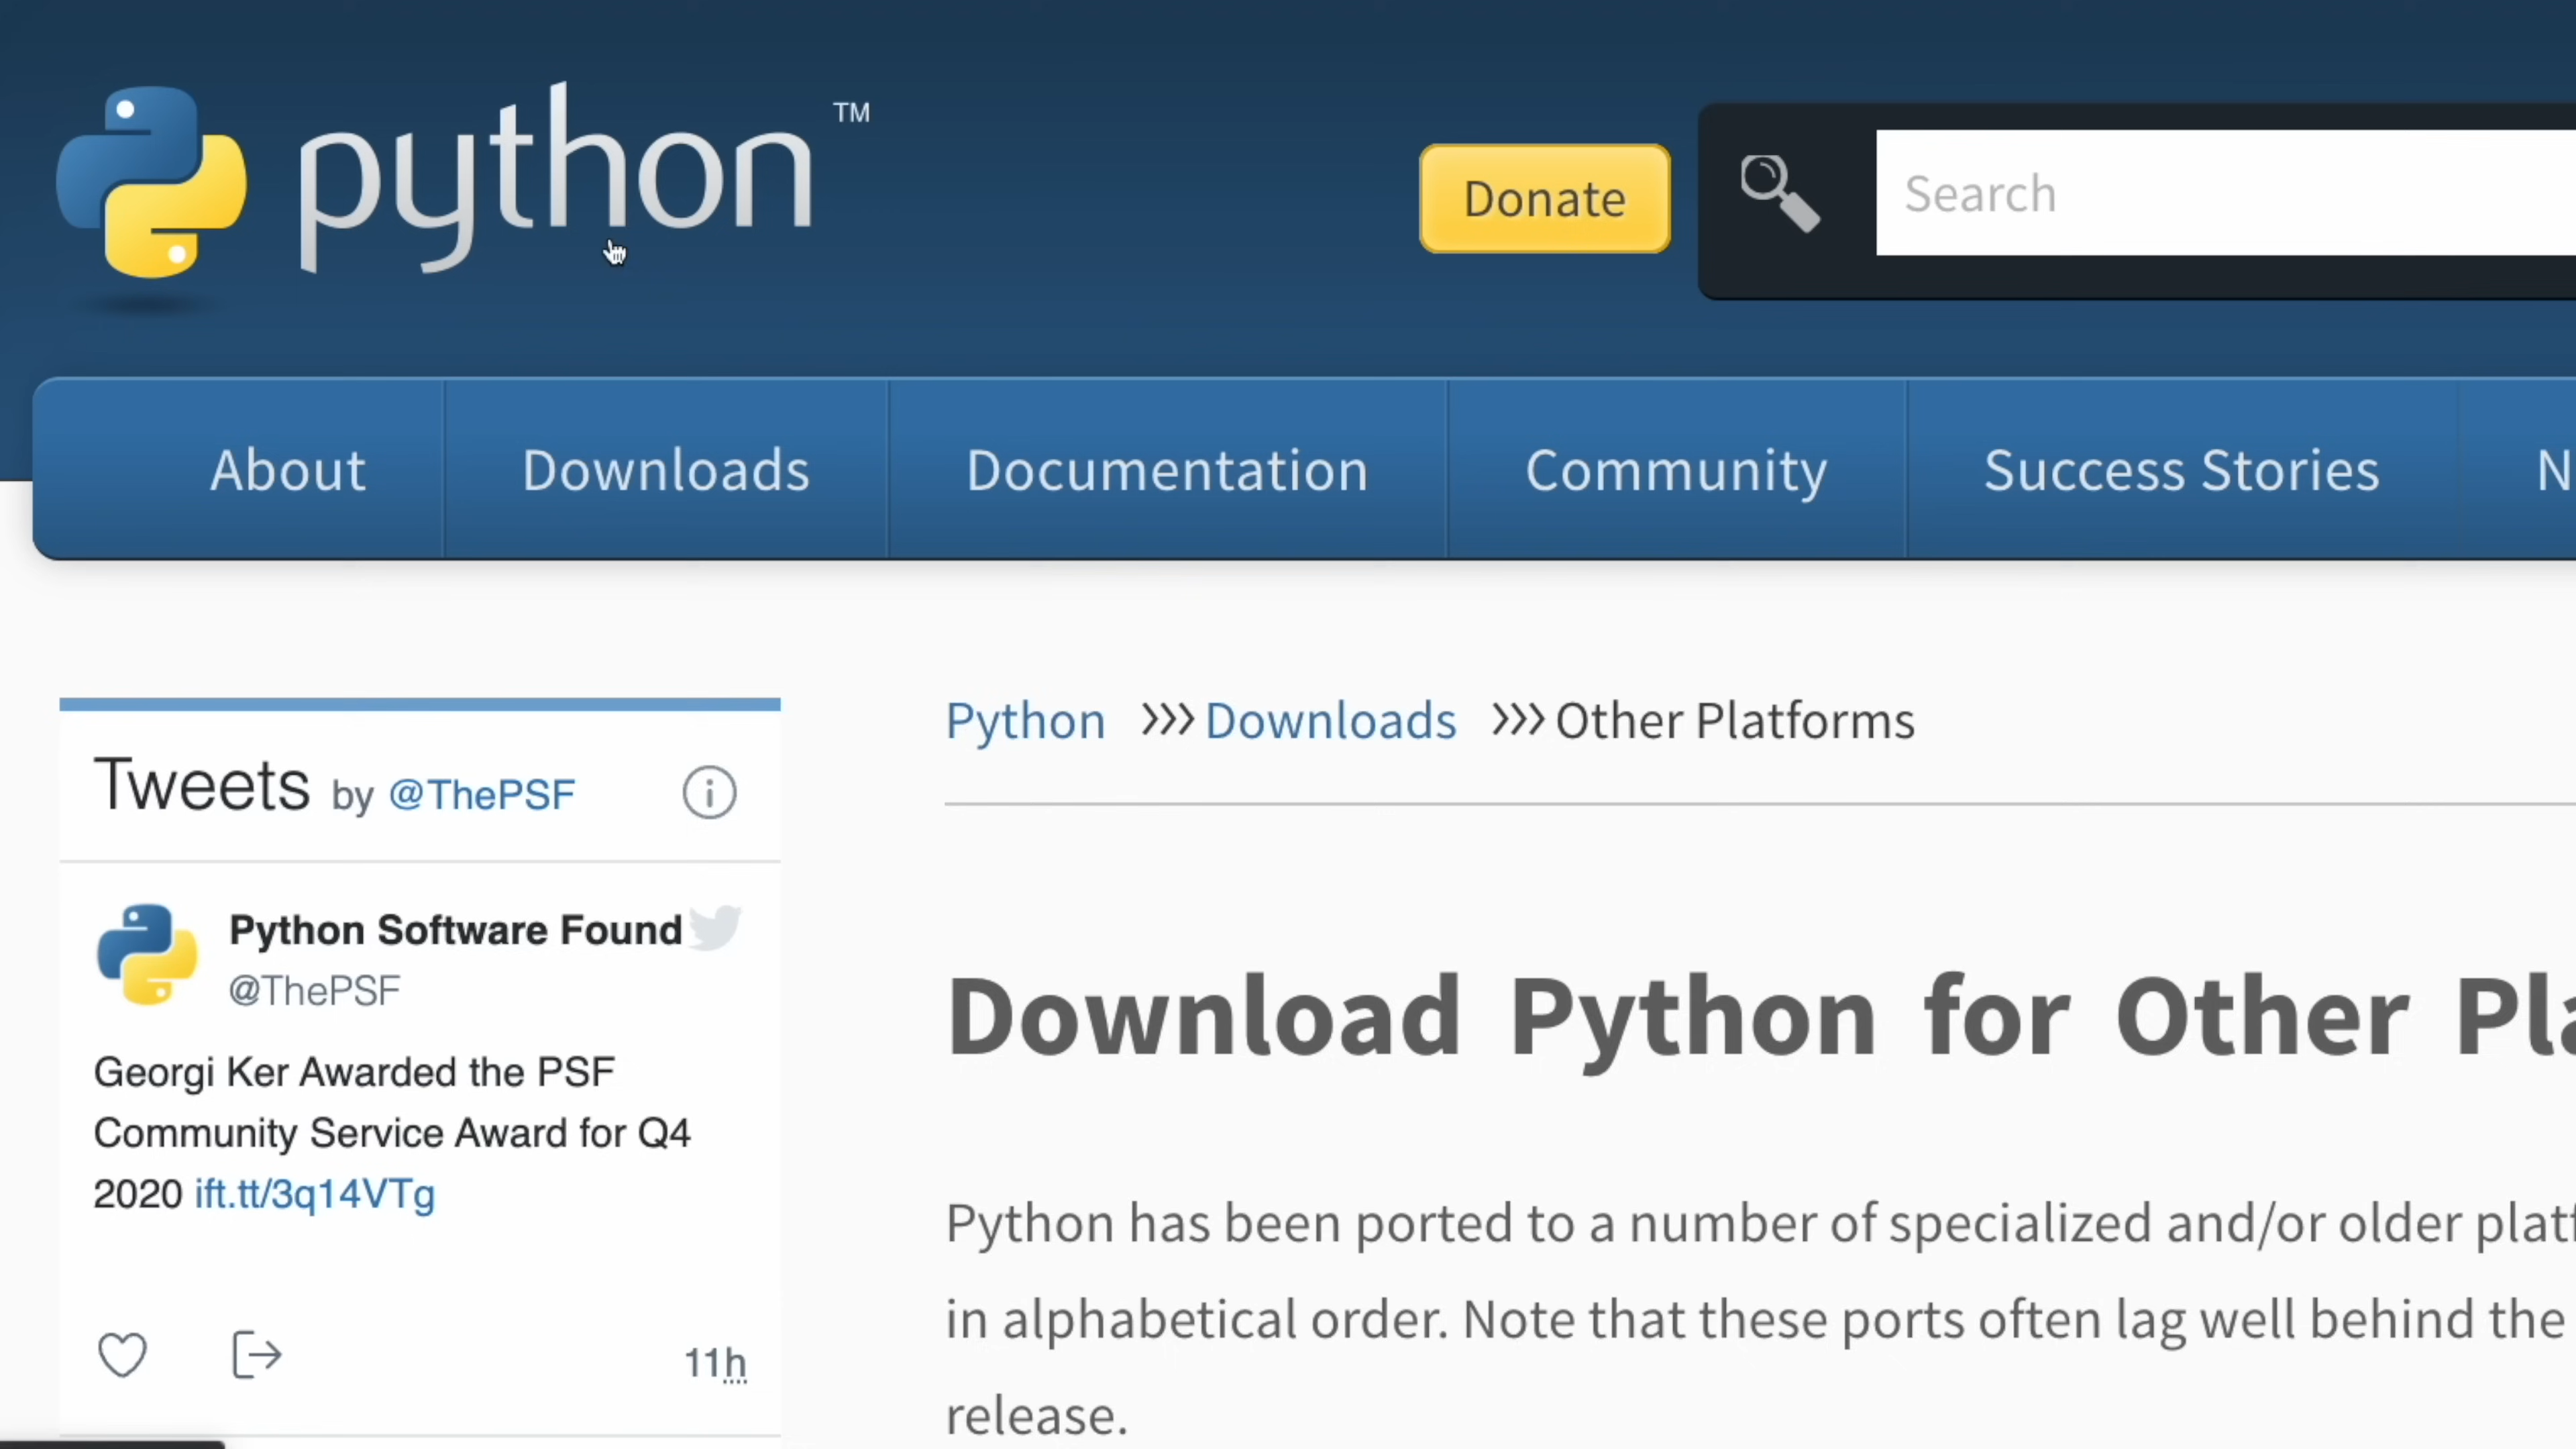 python ™
Donate
Search
About Downloads Documentation Community Success Stories N
Tweets by @ThePSF
Python Software Found
@ThePSF
Georgi Ker Awarded the PSF
Community Service Award for Q4
2020 ift.tt/3q14VTg
11h
Python >>> Downloads >>> Other Platforms
Download Python for Other Pla
Python has been ported to a number of specialized and/or older platf
in alphabetical order. Note that these ports often lag well behind the
release.